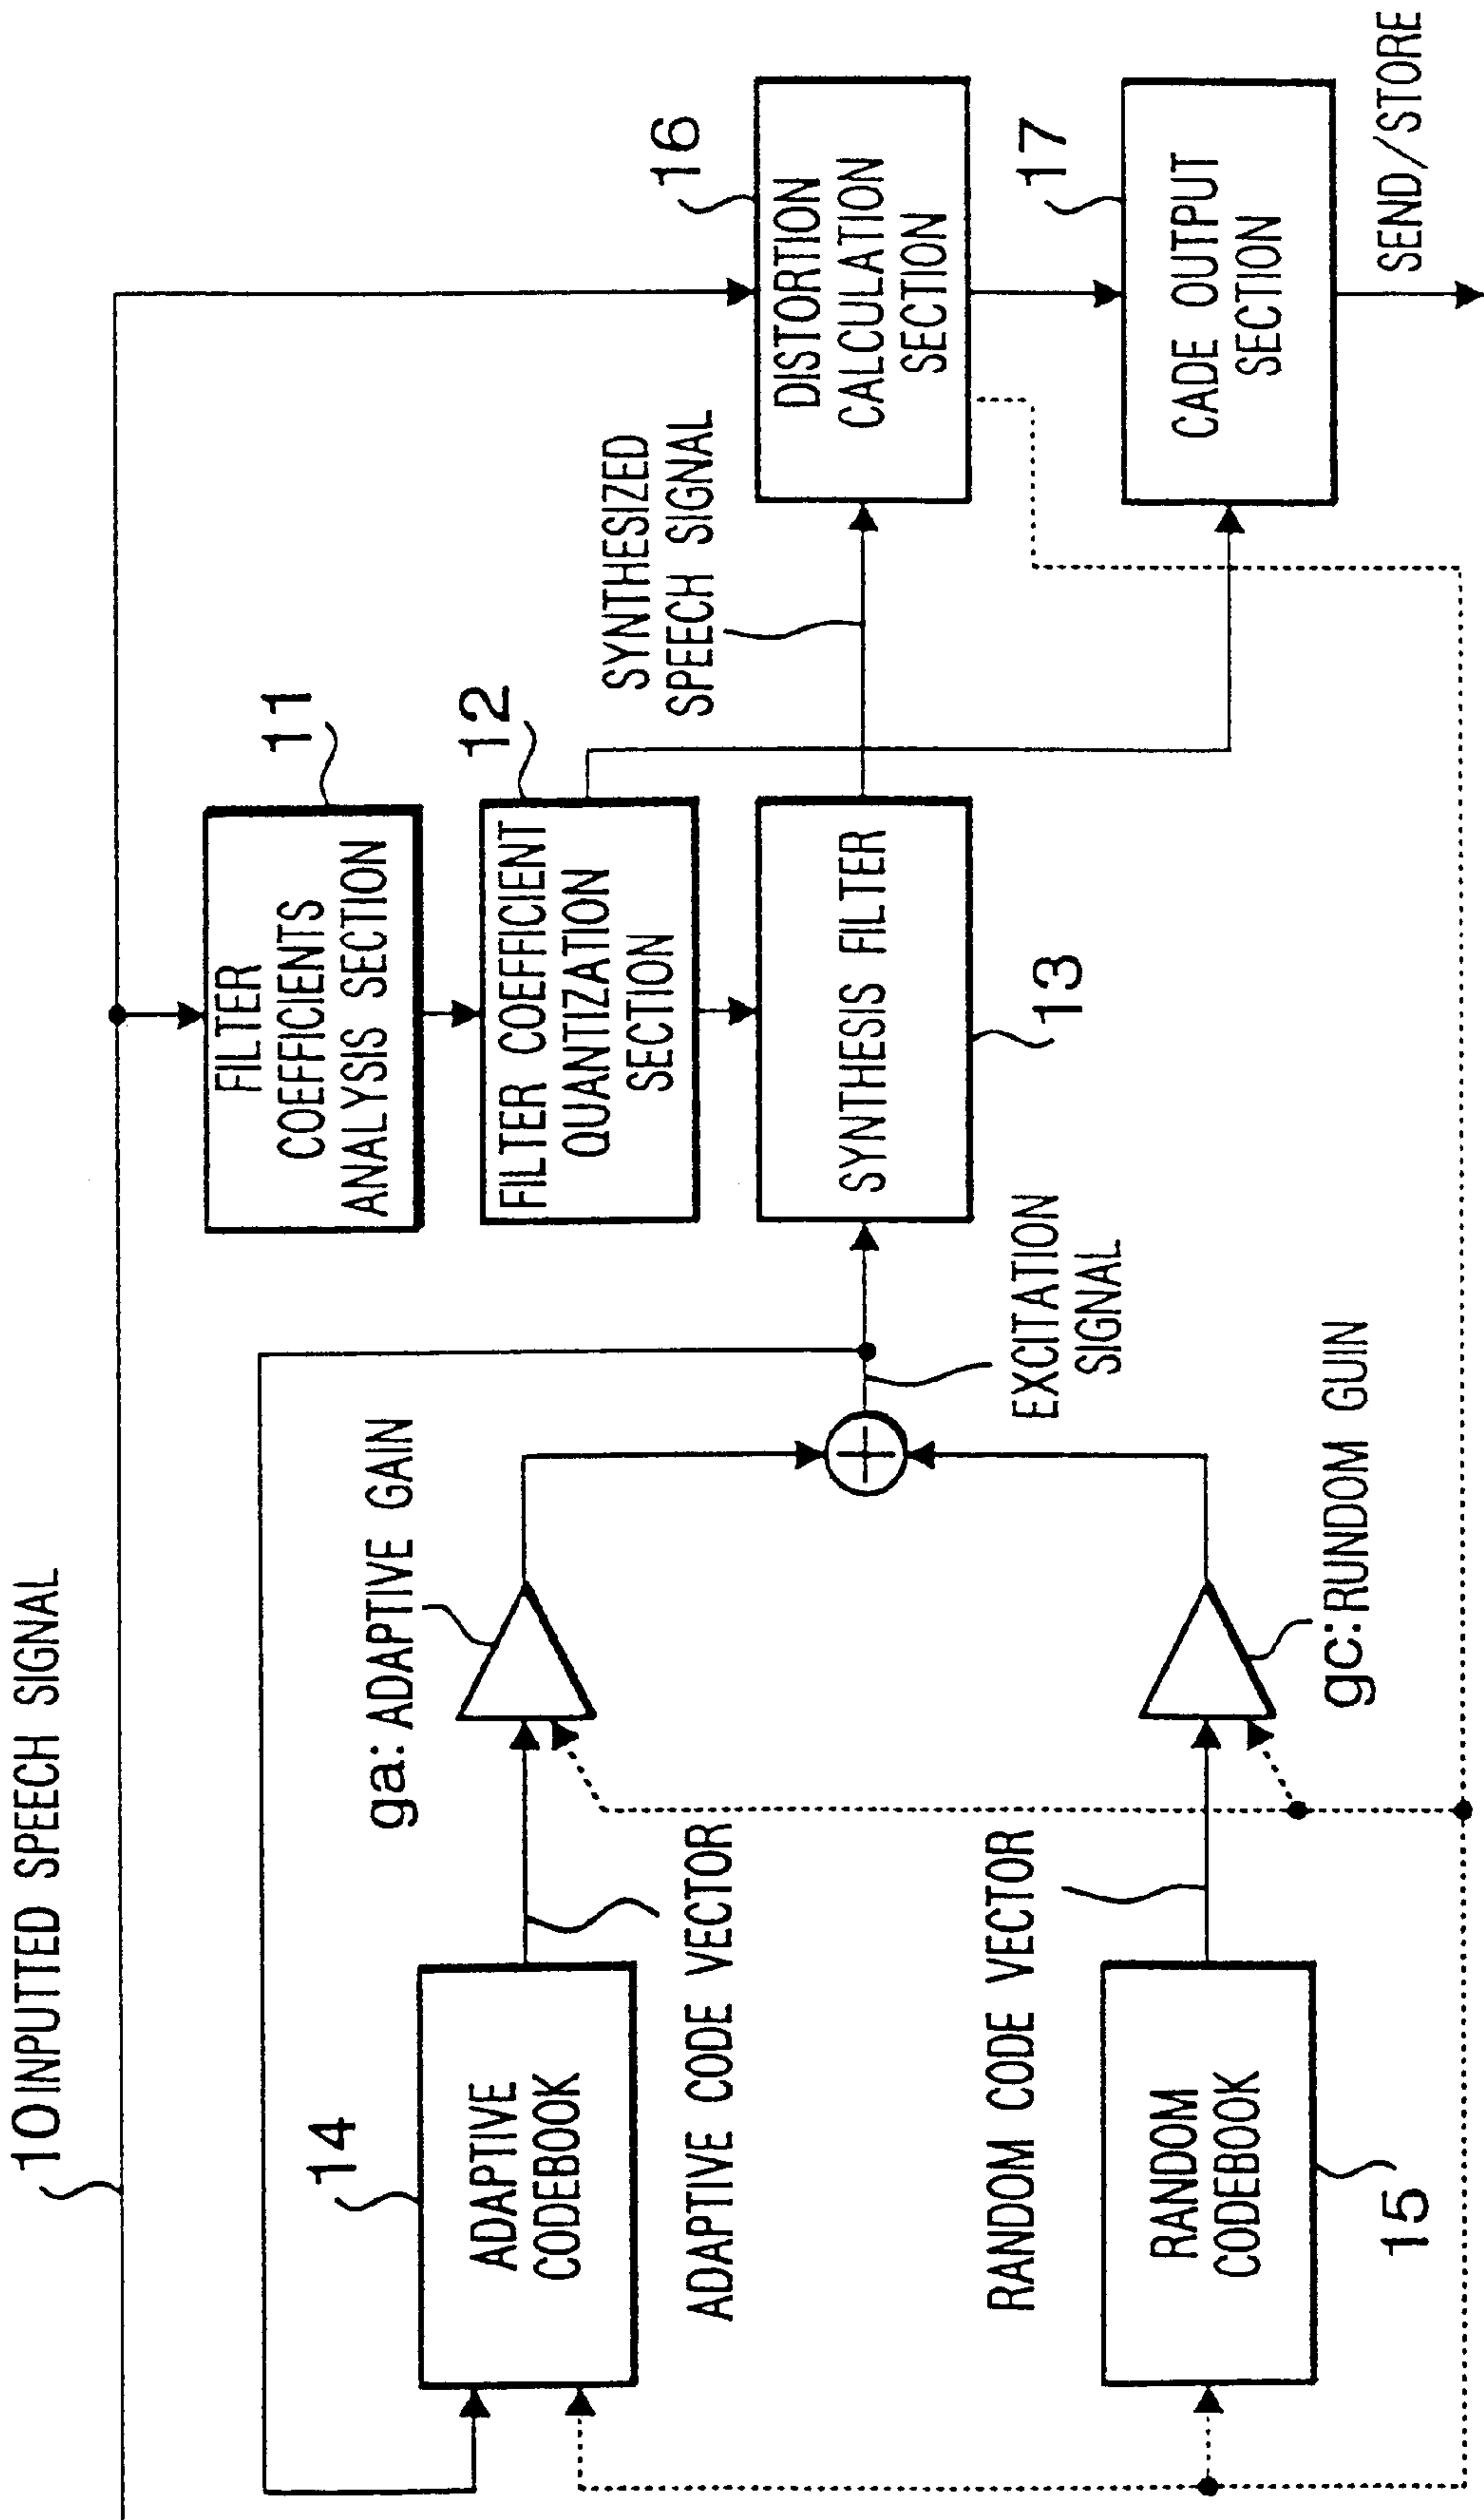 10 INPUTTED SPEECH SIGNAL
11
FILTER
COEFFICIENTS
ANALYSIS SECTION
12
FILTER COEFFICIENT
QUANTIZATION
SECTION
SYNTHESIS FILTER
13
SYNTHESIZED
SPEECH SIGNAL
16
DISTORTION
CALCULATION
SECTION
17
CADE OUTPUT
SECTION
SEND/STORE
14
ADAPTIVE
CODEBOOK
ga: ADAPTIVE GAIN
ADAPTIVE CODE VECTOR
EXCITATION
SIGNAL
RANDOM CODE VECTOR
RANDOM
CODEBOOK
15
gc: RUNDOM GUIN